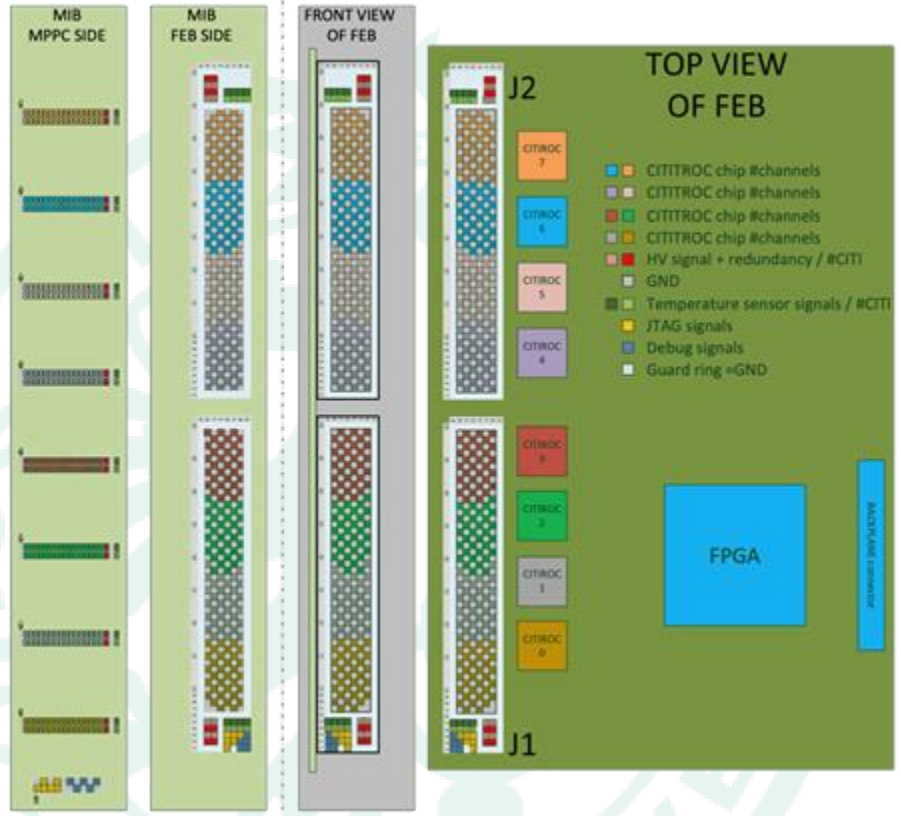 MIB
MPPC SIDE
MIB
FEB SIDE
FRONT VIEW
OF FEB
TOP VIEW
OF FEB
J2
CITIROC
7
CITIROC
6
CITIROC
5
CITIROC
4
CITIROC
3
CITIROC
2
CITIROC
1
CITIROC
0
CITITROC chip #channels
CITITROC chip #channels
CITITROC chip #channels
CITITROC chip #channels
HV signal + redundancy / #CITI
GND
Temperature sensor signals / #CITI
JTAG signals
Debug signals
Guard ring =GND
FPGA
BACKPLANE connector
J1